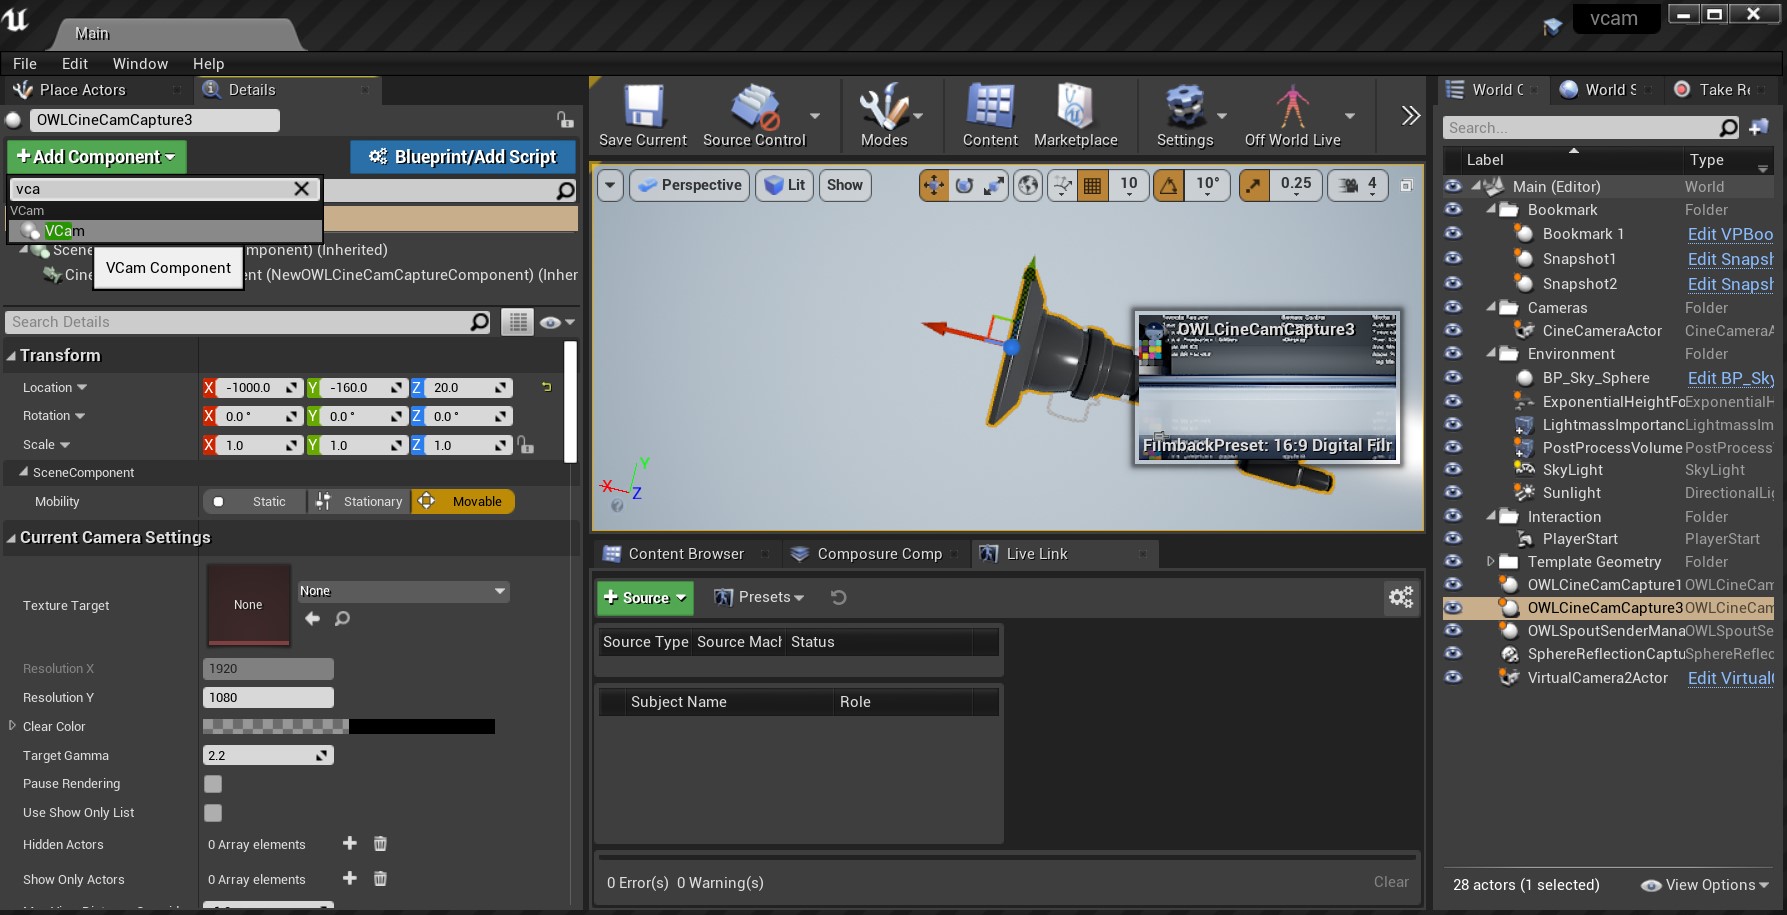 Main
vcam
File Edit Window Help
Place Actors
Details
OWLCineCamCapture3
Add Component
Blueprint/Add Script
vca
VCam
VCam
VCam Component
(Inherited)
(NewOWLCineCamCaptureComponent) (Inher
Search Details
Transform
Location X -1000.0 Y -160.0 Z 20.0
Rotation X 0.0 ° Y 0.0 ° Z 0.0 °
Scale X 1.0 Y 1.0 Z 1.0
SceneComponent
Mobility Static Stationary Movable
Current Camera Settings
Texture Target None None
Resolution X 1920
Resolution Y 1080
Clear Color
Target Gamma 2.2
Pause Rendering
Use Show Only List
Hidden Actors 0 Array elements
Show Only Actors 0 Array elements
Save Current Source Control Modes Content Marketplace Settings Off World Live
Perspective Lit Show 10 10° 0.25 4
OWLCineCamCapture3
FilmbackPreset: 16:9 Digital Film
X Y Z
Content Browser Composure Comp Live Link
Source Presets
Source Type Source Mach Status
Subject Name Role
0 Error(s) 0 Warning(s) Clear
World C World S Take Re
Search...
Label Type
Main (Editor) World
Bookmark Folder
Bookmark 1 Edit VPBoo
Snapshot1 Edit Snapsh
Snapshot2 Edit Snapsh
Cameras Folder
CineCameraActor CineCameraA
Environment Folder
BP_Sky_Sphere Edit BP_Sky
ExponentialHeightFo ExponentialH
LightmassImportanc LightmassIm
PostProcessVolume PostProcess
SkyLight SkyLight
Sunlight DirectionalLig
Interaction Folder
PlayerStart PlayerStart
Template Geometry Folder
OWLCineCamCapture1 OWLCineCam
OWLCineCamCapture3 OWLCineCam
OWLSpoutSenderMana OWLSpoutSe
SphereReflectionCaptu SphereReflec
VirtualCamera2Actor Edit Virtual
28 actors (1 selected) View Options